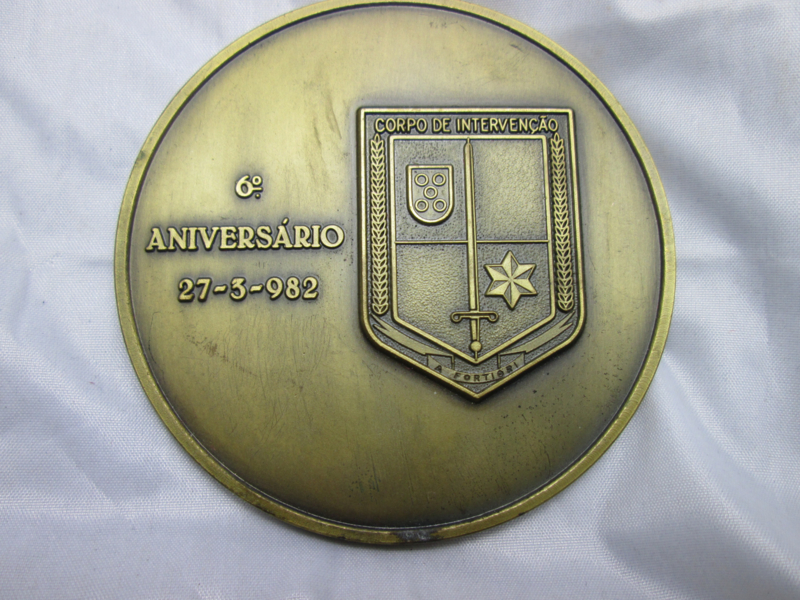 6º
ANIVERSÁRIO
27-3-982
CORPO DE INTERVENÇÃO
A FORTIORI